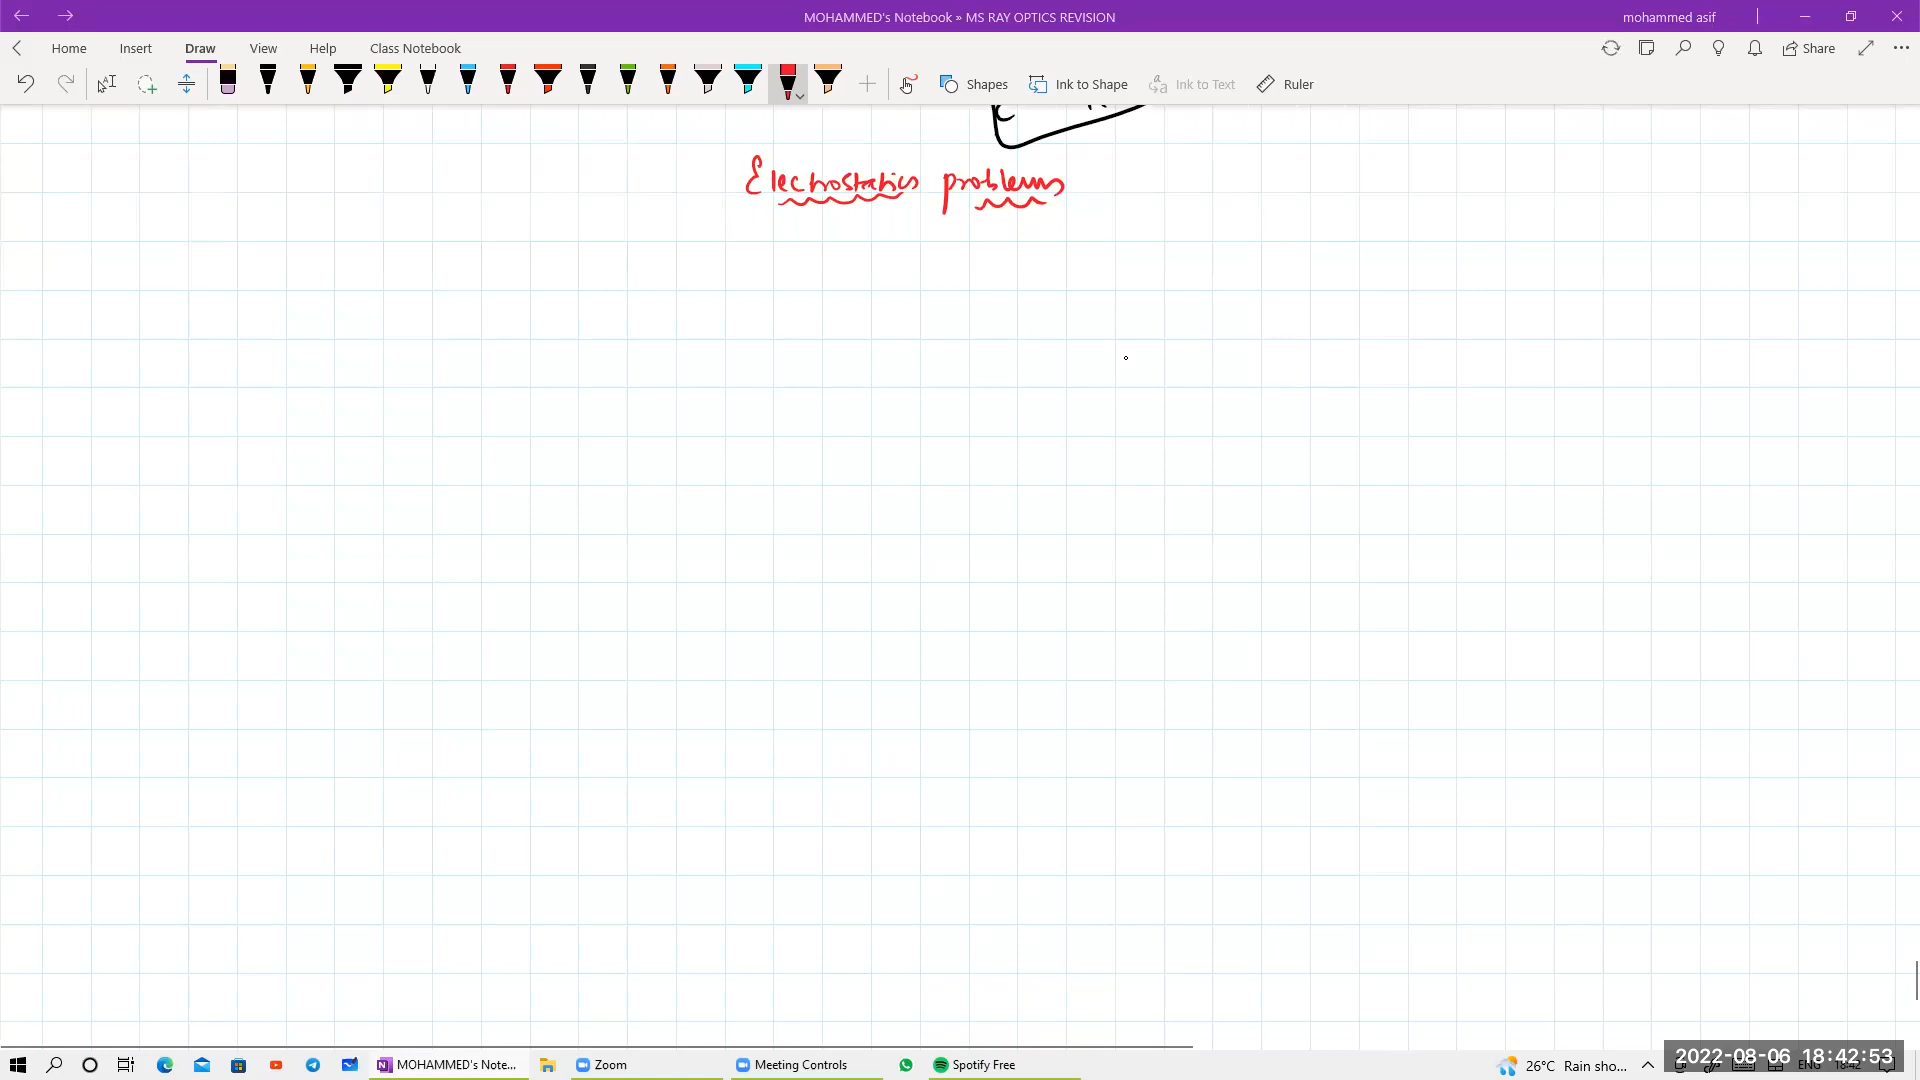 MOHAMMED's Notebook » MS RAY OPTICS REVISION
mohammed asif
Home Insert Draw View Help Class Notebook
Share
Shapes Ink to Shape Ink to Text Ruler
Electrostatics problems
MOHAMMED's Note...
Zoom
Meeting Controls
Spotify Free
26°C Rain sho...
ENG
18:42
2022-08-06 18:42:53